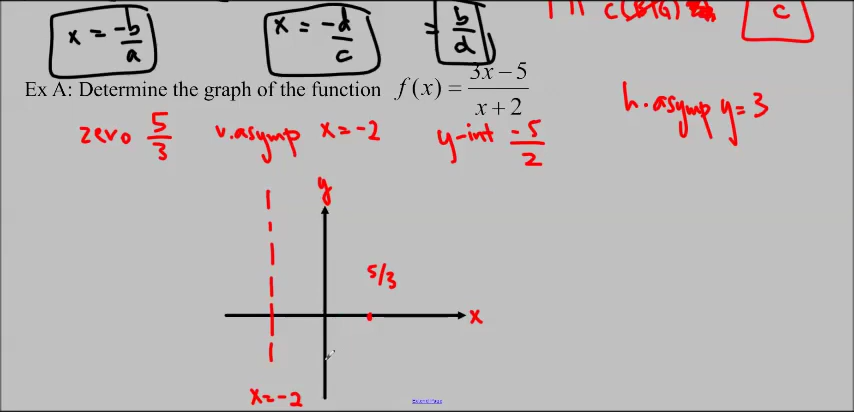 x = -b/a
x = -d/c
= b/d
c
Ex A: Determine the graph of the function f(x) = (3x − 5)/(x + 2)
h. asymp y = 3
zero 5/3
v. asymp x = -2
y-int -5/2
y
5/3
x
x = -2